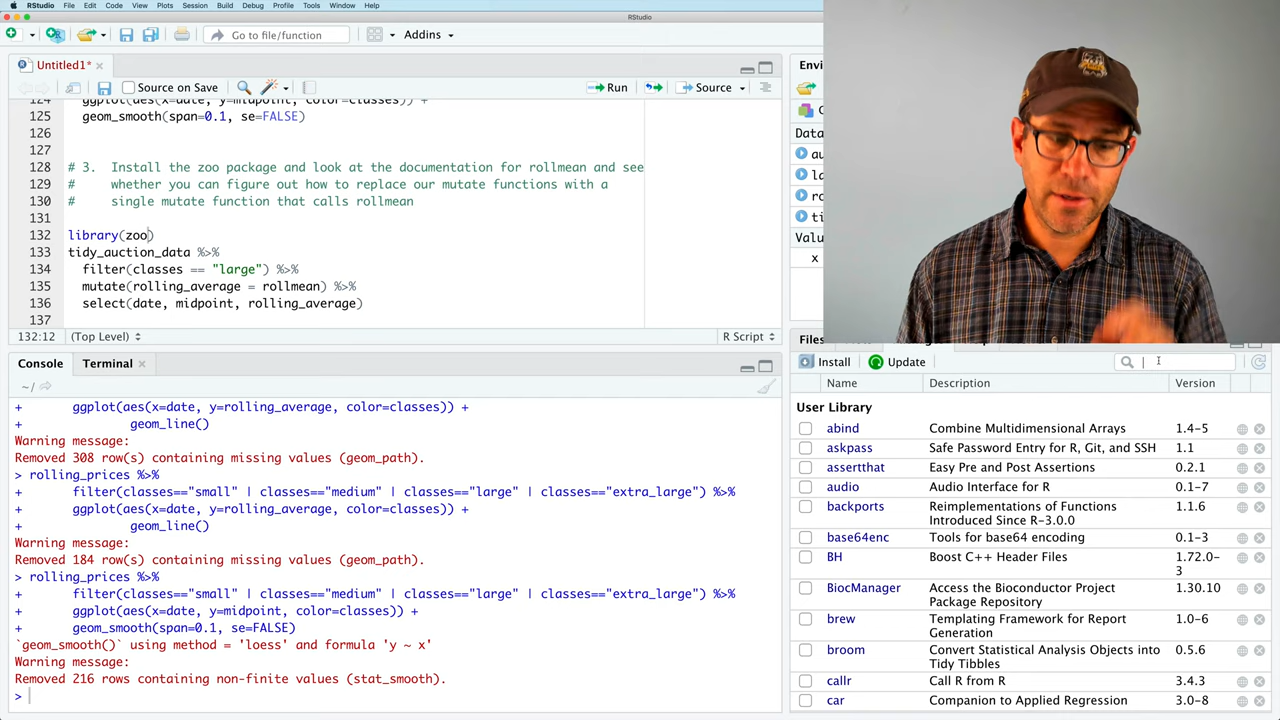 RStudio File Edit Code View Plots Session Build Debug Profile Tools Window Help
RStudio
Go to file/function
Addins
Untitled1*
Source on Save
Run
Source
125 geom_smooth(span=0.1, se=FALSE)
126
127
128 # 3. Install the zoo package and look at the documentation for rollmean and see
129 # whether you can figure out how to replace our mutate functions with a
130 # single mutate function that calls rollmean
131
132 library(zoo)
133 tidy_auction_data %>%
134 filter(classes == "large") %>%
135 mutate(rolling_average = rollmean) %>%
136 select(date, midpoint, rolling_average)
137
132:12 (Top Level) R Script
Console Terminal
~/
+ ggplot(aes(x=date, y=rolling_average, color=classes)) +
+ geom_line()
Warning message:
Removed 308 row(s) containing missing values (geom_path).
> rolling_prices %>%
+ filter(classes=="small" | classes=="medium" | classes=="large" | classes=="extra_large") %>%
+ ggplot(aes(x=date, y=rolling_average, color=classes)) +
+ geom_line()
Warning message:
Removed 184 row(s) containing missing values (geom_path).
> rolling_prices %>%
+ filter(classes=="small" | classes=="medium" | classes=="large" | classes=="extra_large") %>%
+ ggplot(aes(x=date, y=midpoint, color=classes)) +
+ geom_smooth(span=0.1, se=FALSE)
`geom_smooth()` using method = 'loess' and formula 'y ~ x'
Warning message:
Removed 216 rows containing non-finite values (stat_smooth).
>
Envi
Data
au
la
ro
ti
Valu
x
Files
Install Update
Name Description Version
User Library
abind Combine Multidimensional Arrays 1.4-5
askpass Safe Password Entry for R, Git, and SSH 1.1
assertthat Easy Pre and Post Assertions 0.2.1
audio Audio Interface for R 0.1-7
backports Reimplementations of Functions 1.1.6
Introduced Since R-3.0.0
base64enc Tools for base64 encoding 0.1-3
BH Boost C++ Header Files 1.72.0-
3
BiocManager Access the Bioconductor Project 1.30.10
Package Repository
brew Templating Framework for Report 1.0-6
Generation
broom Convert Statistical Analysis Objects into 0.5.6
Tidy Tibbles
callr Call R from R 3.4.3
car Companion to Applied Regression 3.0-8